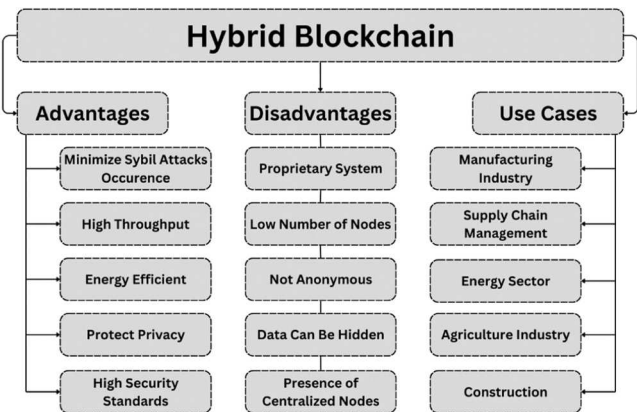 Hybrid Blockchain
Advantages
Disadvantages
Use Cases
Minimize Sybil Attacks
Occurence
High Throughput
Energy Efficient
Protect Privacy
High Security
Standards
Proprietary System
Low Number of Nodes
Not Anonymous
Data Can Be Hidden
Presence of
Centralized Nodes
Manufacturing
Industry
Supply Chain
Management
Energy Sector
Agriculture Industry
Construction